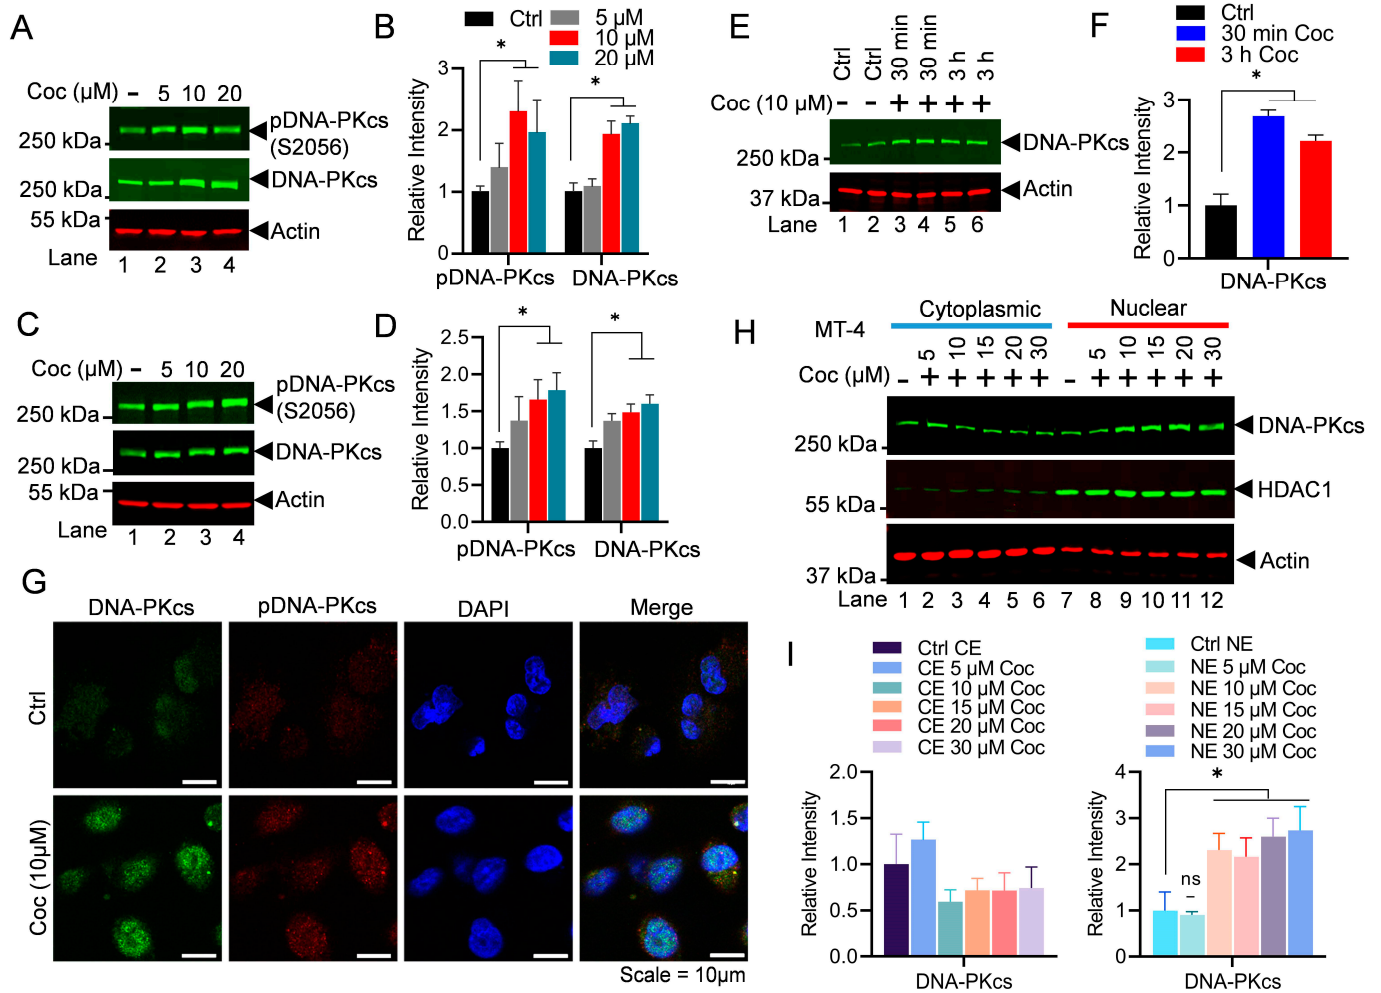 A
Coc (µM) – 5 10 20
250 kDa
pDNA-PKcs
(S2056)
250 kDa
DNA-PKcs
55 kDa
Actin
Lane 1 2 3 4
B
Ctrl
5 µM
10 µM
20 µM
*
*
Relative Intensity
3
2
1
0
pDNA-PKcs DNA-PKcs
C
Coc (µM) – 5 10 20
250 kDa
pDNA-PKcs
(S2056)
250 kDa
DNA-PKcs
55 kDa
Actin
Lane 1 2 3 4
D
*
*
Relative Intensity
2.5
2.0
1.5
1.0
0.5
0.0
pDNA-PKcs DNA-PKcs
E
Ctrl Ctrl 30 min 30 min 3 h 3 h
Coc (10 µM) – – + + + +
250 kDa
DNA-PKcs
37 kDa
Actin
Lane 1 2 3 4 5 6
F
Ctrl
30 min Coc
3 h Coc
*
Relative Intensity
3
2
1
0
DNA-PKcs
G
DNA-PKcs pDNA-PKcs DAPI Merge
Ctrl
Coc (10µM)
Scale = 10µm
H
Cytoplasmic Nuclear
MT-4
5 10 15 20 30 5 10 15 20 30
Coc (µM) – + + + + + – + + + + +
250 kDa
DNA-PKcs
55 kDa
HDAC1
37 kDa
Actin
Lane 1 2 3 4 5 6 7 8 9 10 11 12
I
Ctrl CE
CE 5 µM Coc
CE 10 µM Coc
CE 15 µM Coc
CE 20 µM Coc
CE 30 µM Coc
Relative Intensity
2.0
1.5
1.0
0.5
0.0
DNA-PKcs
Ctrl NE
NE 5 µM Coc
NE 10 µM Coc
NE 15 µM Coc
NE 20 µM Coc
NE 30 µM Coc
*
ns
Relative Intensity
4
3
2
1
0
DNA-PKcs